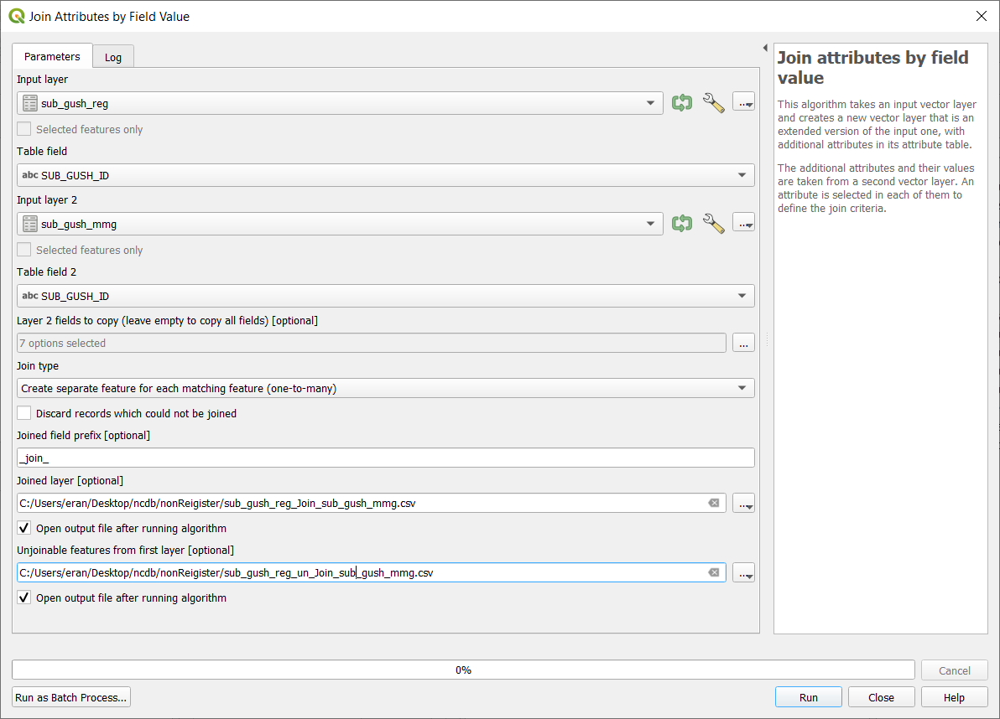 Join Attributes by Field Value
Parameters
Log
Input layer
sub_gush_reg
...
Selected features only
Table field
abc SUB_GUSH_ID
Input layer 2
sub_gush_mmg
...
Selected features only
Table field 2
abc SUB_GUSH_ID
Layer 2 fields to copy (leave empty to copy all fields) [optional]
7 options selected
...
Join type
Create separate feature for each matching feature (one-to-many)
Discard records which could not be joined
Joined field prefix [optional]
_join_
Joined layer [optional]
C:/Users/eran/Desktop/ncdb/nonReigister/sub_gush_reg_Join_sub_gush_mmg.csv
...
Open output file after running algorithm
Unjoinable features from first layer [optional]
C:/Users/eran/Desktop/ncdb/nonReigister/sub_gush_reg_un_Join_sub_gush_mmg.csv
...
Open output file after running algorithm
Join attributes by field
value
This algorithm takes an input vector layer
and creates a new vector layer that is an
extended version of the input one, with
additional attributes in its attribute table.
The additional attributes and their values
are taken from a second vector layer. An
attribute is selected in each of them to
define the join criteria.
0%
Cancel
Run as Batch Process...
Run
Close
Help